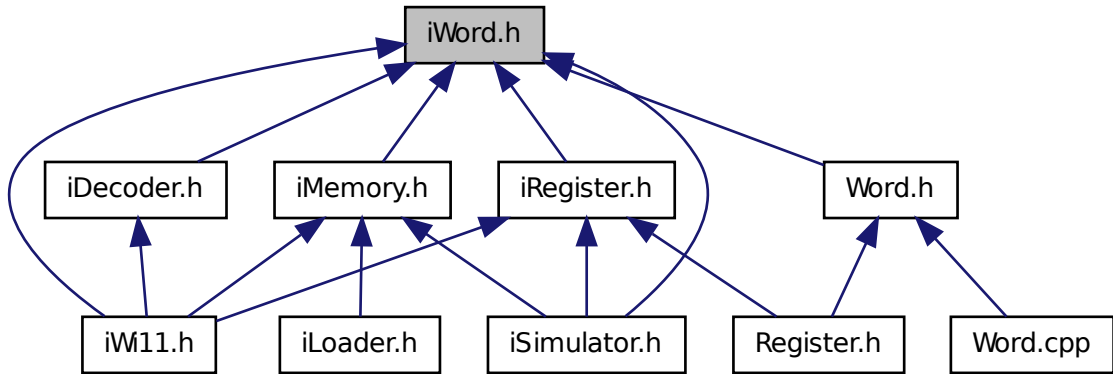 iWord.h
iDecoder.h
iMemory.h
iRegister.h
Word.h
iWi11.h
iLoader.h
iSimulator.h
Register.h
Word.cpp